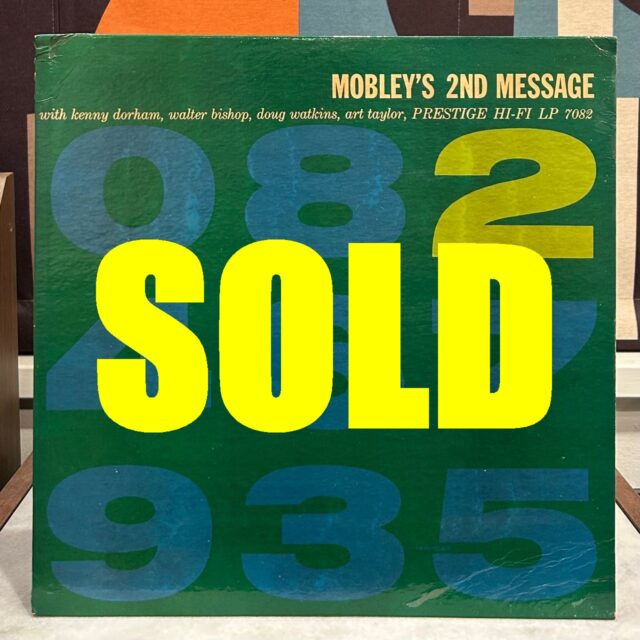 MOBLEY'S 2ND MESSAGE
with kenny dorham, walter bishop, doug watkins, art taylor, PRESTIGE HI-FI LP 7082
082
467
SOLD
935